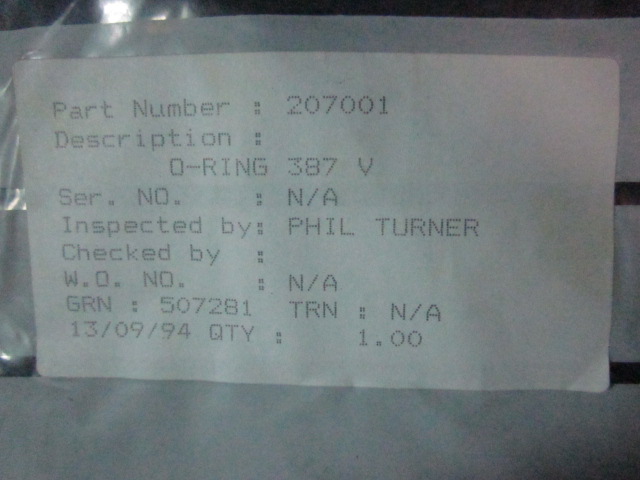 Part Number : 207001
Description :
O-RING 387 V
Ser. NO. : N/A
Inspected by: PHIL TURNER
Checked by :
W.O. NO. : N/A
GRN : 507281 TRN : N/A
13/09/94 QTY : 1.00